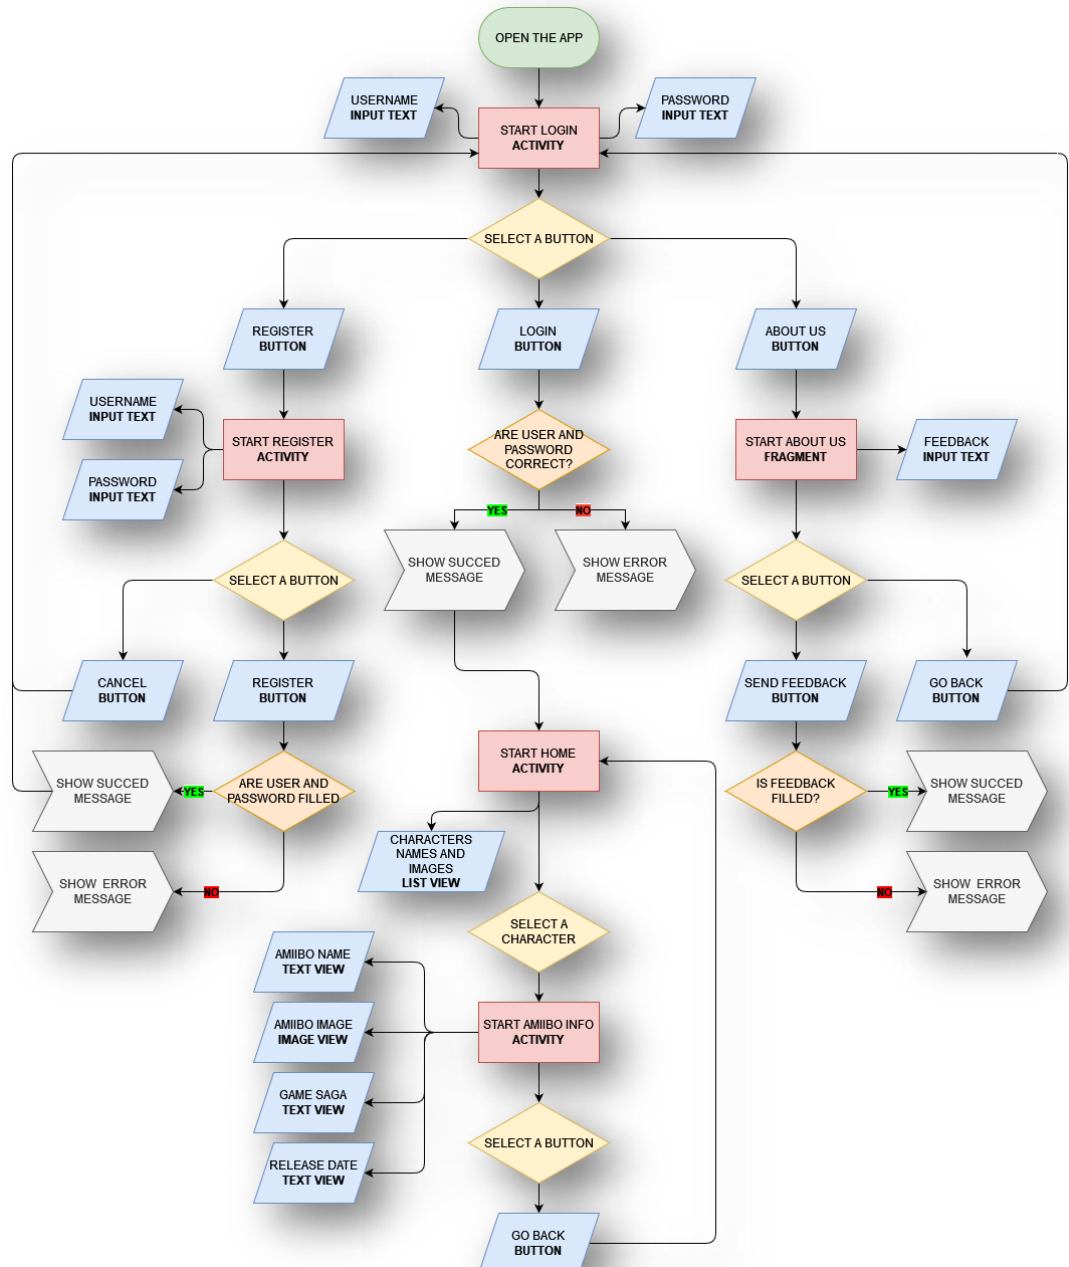 OPEN THE APP
USERNAME
INPUT TEXT
PASSWORD
INPUT TEXT
START LOGIN
ACTIVITY
SELECT A BUTTON
REGISTER
BUTTON
LOGIN
BUTTON
ABOUT US
BUTTON
USERNAME
INPUT TEXT
PASSWORD
INPUT TEXT
START REGISTER
ACTIVITY
ARE USER AND
PASSWORD
CORRECT?
START ABOUT US
FRAGMENT
FEEDBACK
INPUT TEXT
YES
NO
SHOW SUCCED
MESSAGE
SHOW ERROR
MESSAGE
SELECT A BUTTON
SELECT A BUTTON
CANCEL
BUTTON
REGISTER
BUTTON
SEND FEEDBACK
BUTTON
GO BACK
BUTTON
SHOW SUCCED
MESSAGE
YES
ARE USER AND
PASSWORD FILLED
START HOME
ACTIVITY
IS FEEDBACK
FILLED?
YES
SHOW SUCCED
MESSAGE
SHOW ERROR
MESSAGE
NO
CHARACTERS
NAMES AND
IMAGES
LIST VIEW
NO
SHOW ERROR
MESSAGE
SELECT A
CHARACTER
AMIIBO NAME
TEXT VIEW
AMIIBO IMAGE
IMAGE VIEW
START AMIIBO INFO
ACTIVITY
GAME SAGA
TEXT VIEW
SELECT A BUTTON
RELEASE DATE
TEXT VIEW
GO BACK
BUTTON